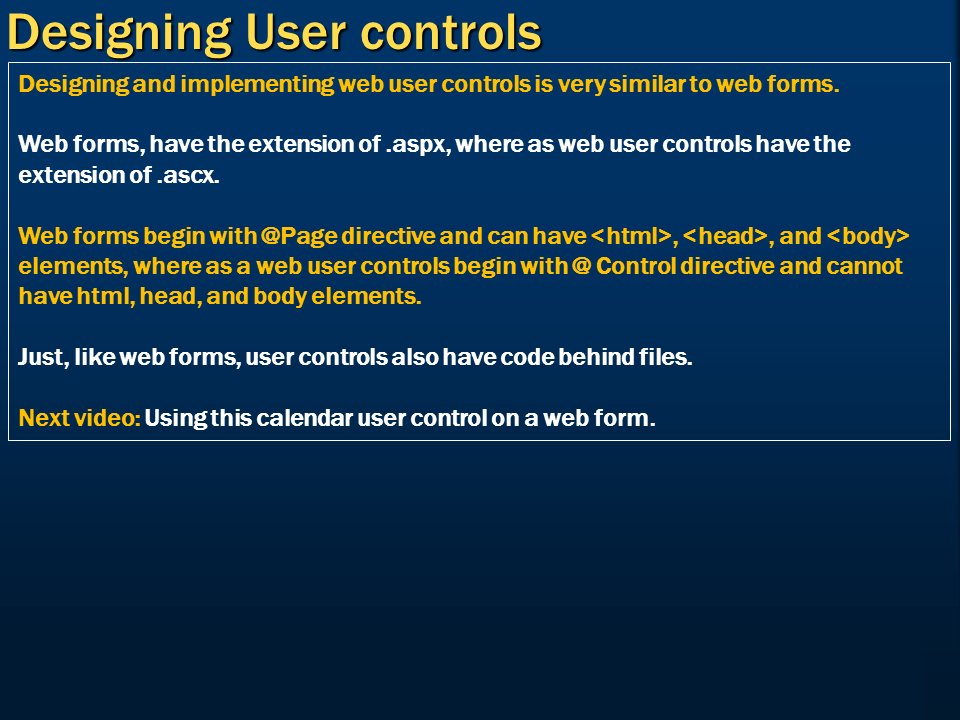 Designing User controls
Designing and implementing web user controls is very similar to web forms.
Web forms, have the extension of .aspx, where as web user controls have the
extension of .ascx.
Web forms begin with @Page directive and can have <html>, <head>, and <body>
elements, where as a web user controls begin with @ Control directive and cannot
have html, head, and body elements.
Just, like web forms, user controls also have code behind files.
Next video: Using this calendar user control on a web form.